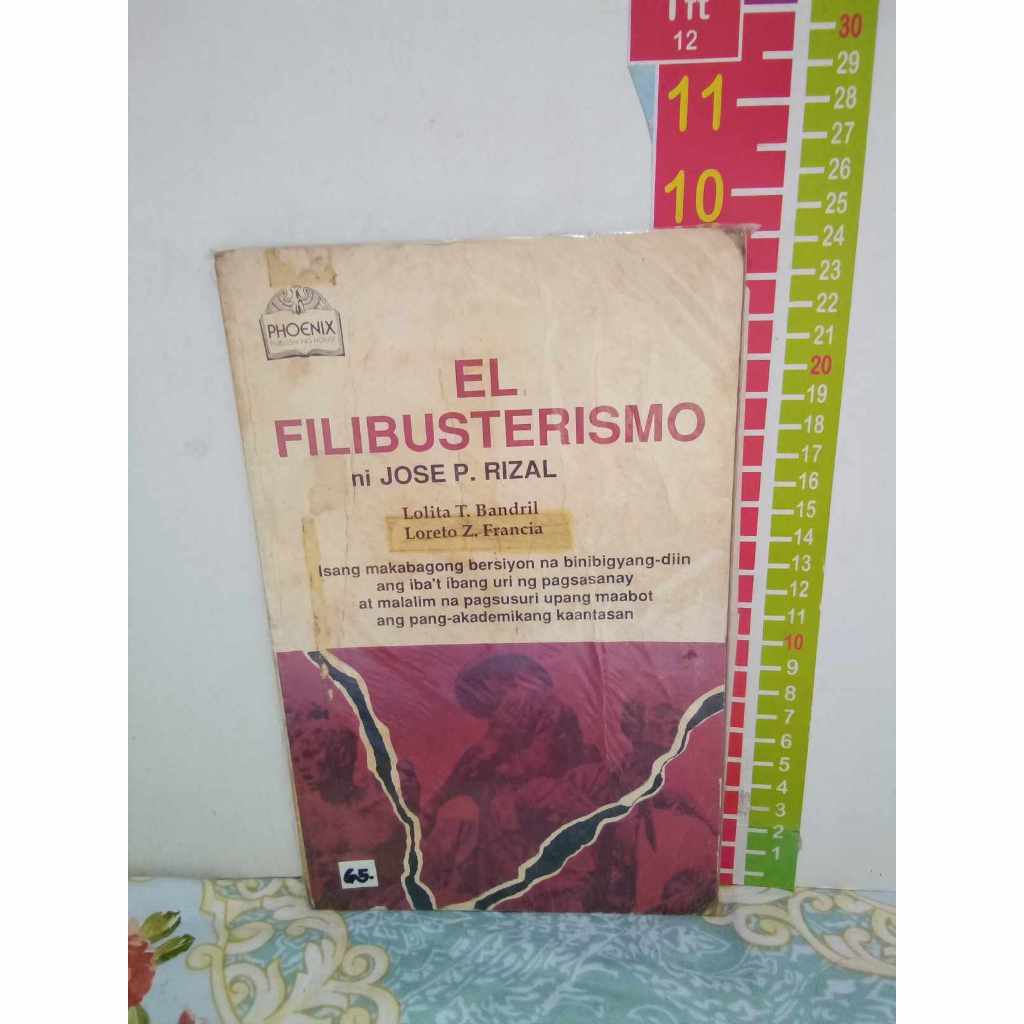 PHOENIX
PUBLISHING HOUSE
EL
FILIBUSTERISMO
ni JOSE P. RIZAL
Lolita T. Bandril
Loreto Z. Francia
Isang makabagong bersiyon na binibigyang-diin
ang iba't ibang uri ng pagsasanay
at malalim na pagsusuri upang maabot
ang pang-akademikang kaantasan
65.
1ft
12
11
10
30
29
28
27
26
25
24
23
22
21
20
19
18
17
16
15
14
13
12
11
10
9
8
7
6
5
4
3
2
1